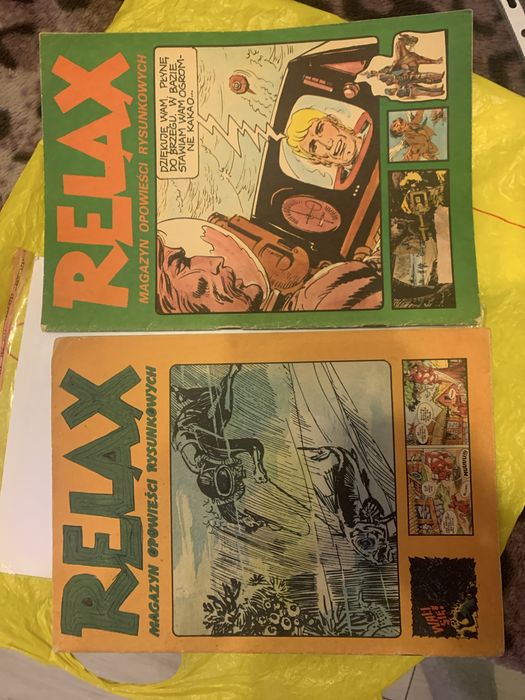 RELAX
MAGAZYN OPOWIEŚCI RYSUNKOWYCH
DZIĘKUJĘ WAM, PŁYNĘ
DO BRZEGU. W BAZIE
STAWIAM WAM OGROM-
NE KAKAO...
RELAX
MAGAZYN OPOWIEŚCI RYSUNKOWYCH